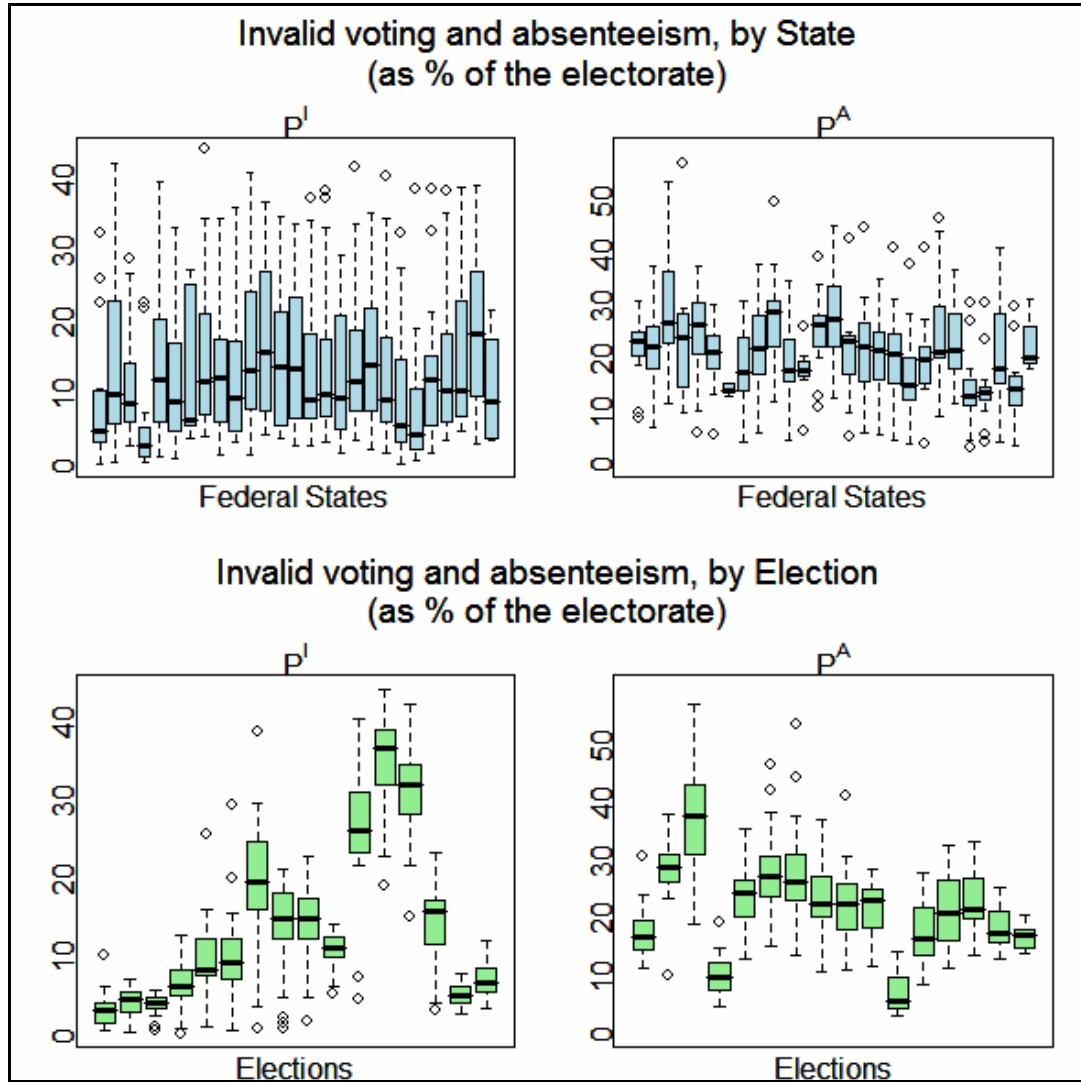 Invalid voting and absenteeism, by State
(as % of the electorate)
P^I P^A
40
30
20
10
0
50
40
30
20
10
0
Federal States Federal States
Invalid voting and absenteeism, by Election
(as % of the electorate)
P^I P^A
40
30
20
10
0
50
40
30
20
10
0
Elections Elections